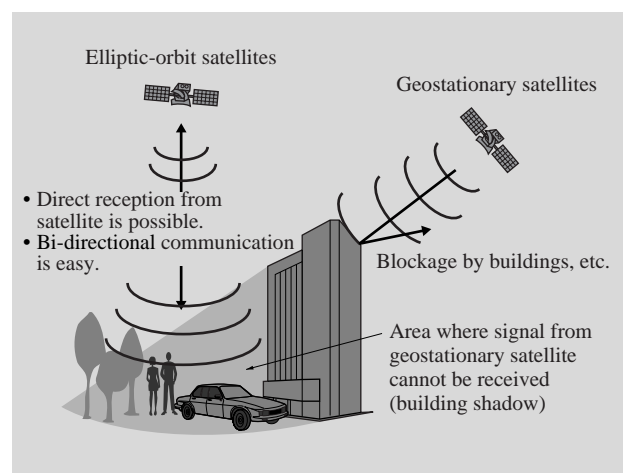 Elliptic-orbit satellites
Geostationary satellites
• Direct reception from
satellite is possible.
• Bi-directional communication
is easy.
Blockage by buildings, etc.
Area where signal from
geostationary satellite
cannot be received
(building shadow)